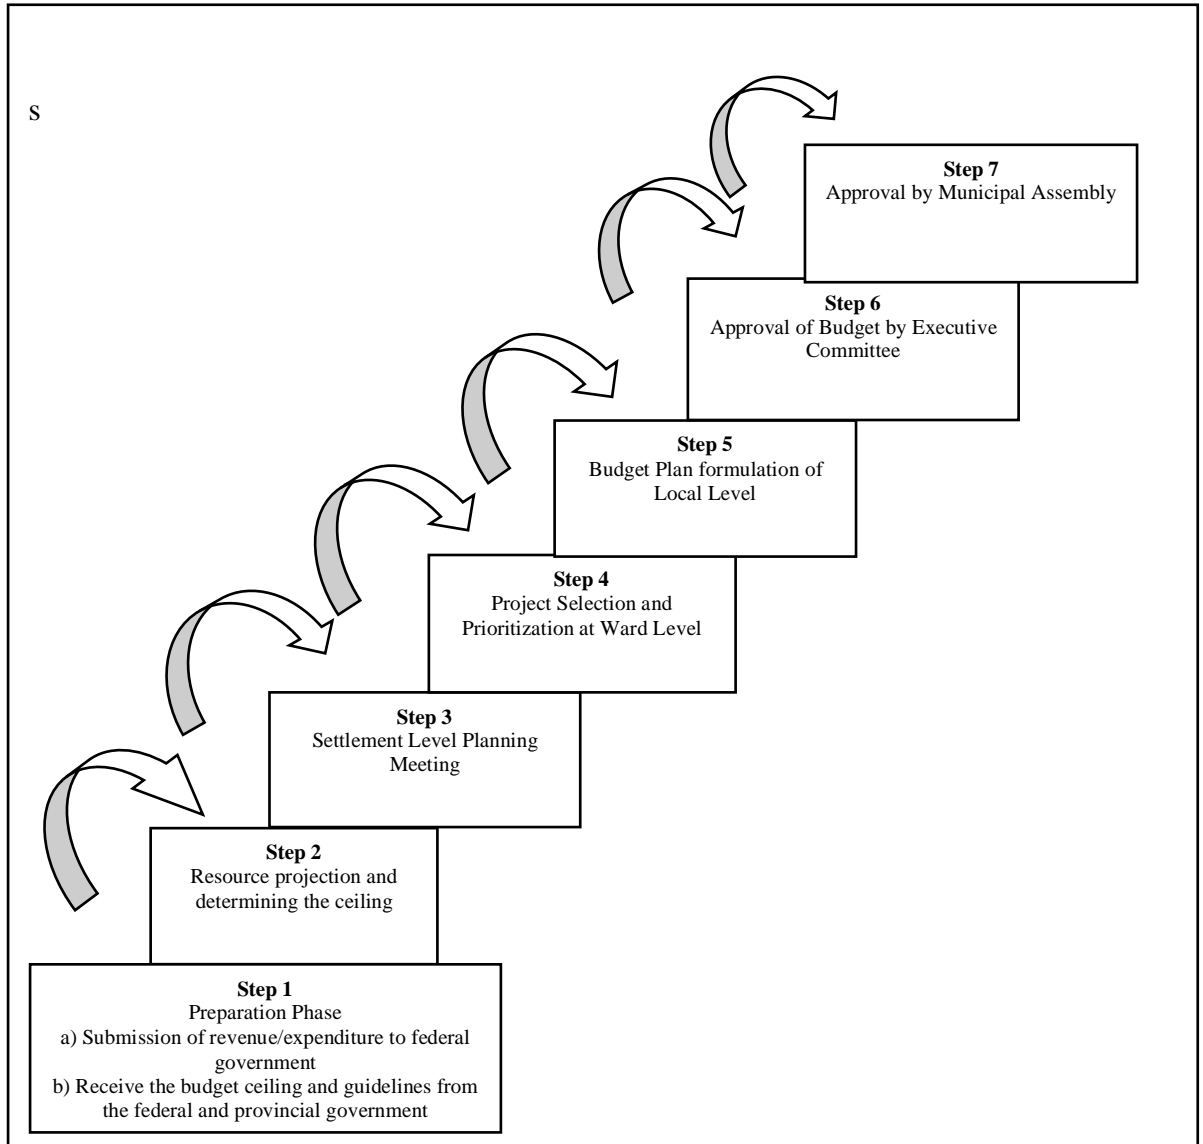 S
Step 7
Approval by Municipal Assembly
Step 6
Approval of Budget by Executive
Committee
Step 5
Budget Plan formulation of
Local Level
Step 4
Project Selection and
Prioritization at Ward Level
Step 3
Settlement Level Planning
Meeting
Step 2
Resource projection and
determining the ceiling
Step 1
Preparation Phase
a) Submission of revenue/expenditure to federal
government
b) Receive the budget ceiling and guidelines from
the federal and provincial government